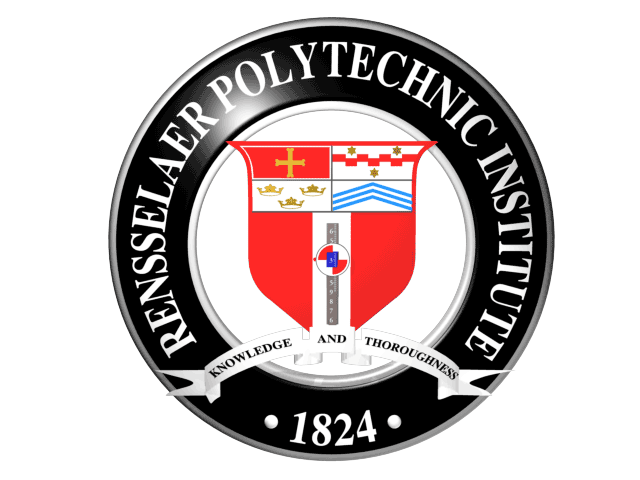 RENSSELAER POLYTECHNIC INSTITUTE
KNOWLEDGE AND THOROUGHNESS
• 1824 •